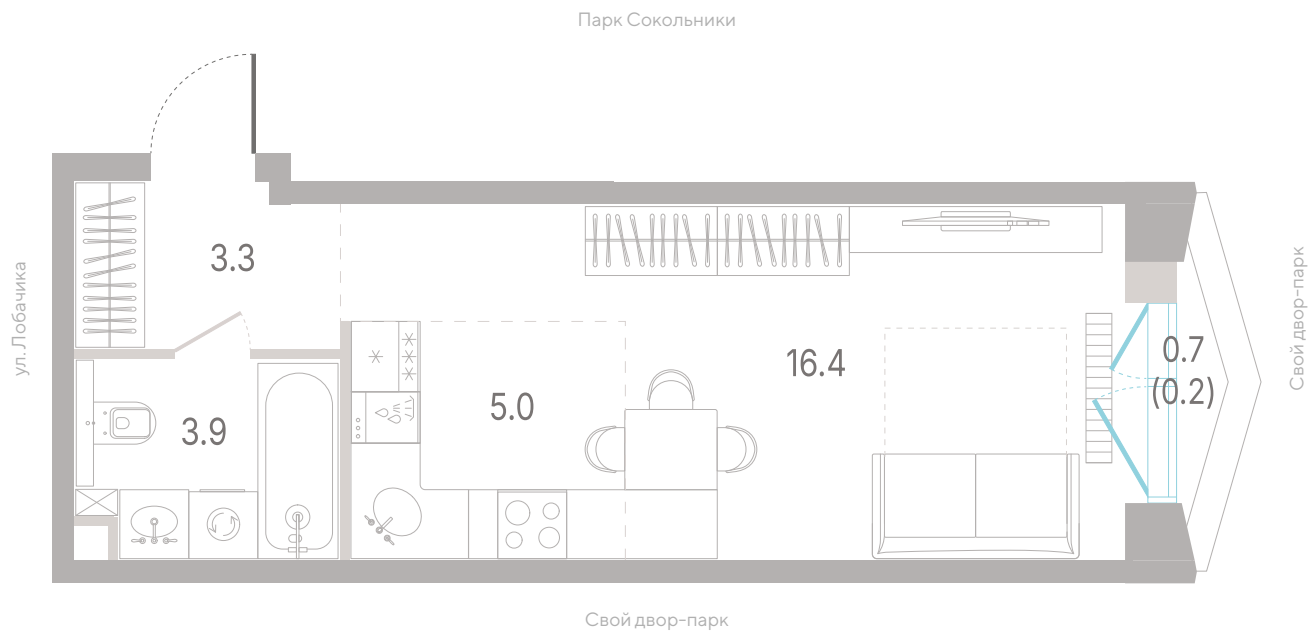 Парк Сокольники
ул. Лобачика
3.3
16.4
5.0
3.9
0.7
(0.2)
Свой двор-парк
Свой двор-парк